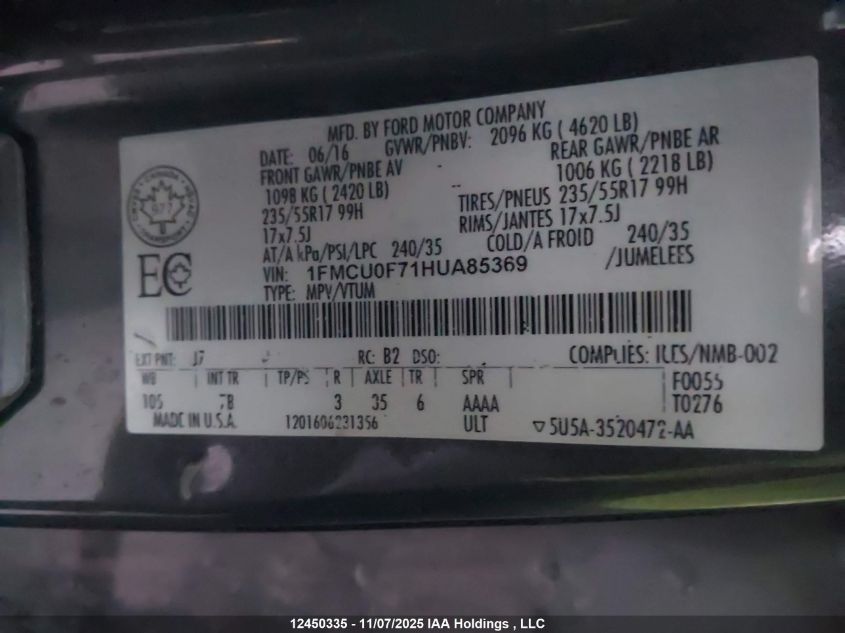 MFD. BY FORD MOTOR COMPANY
DATE: 06/16 GVWR/PNBV: 2096 KG ( 4620 LB)
FRONT GAWR/PNBE AV REAR GAWR/PNBE AR
1098 KG ( 2420 LB) 1006 KG ( 2218 LB)
235/55R17 99H TIRES/PNEUS 235/55R17 99H
17x7.5J RIMS/JANTES 17x7.5J
AT/A kPa/PSI/LPC 240/35 COLD/A FROID 240/35
VIN: 1FMCU0F71HUA85369 /JUMELEES
TYPE: MPV/VTUM
EC
EXT PNT: J7 RC: B2 DSO: COMPLIES: ICES/NMB-002
WB INT TR TP/PS R AXLE TR SPR F0055
105 7B 3 35 6 AAAA T0276
MADE IN U.S.A. 1201606231356 ULT ▽5U5A-3520472-AA
12450335 - 11/07/2025 IAA Holdings , LLC